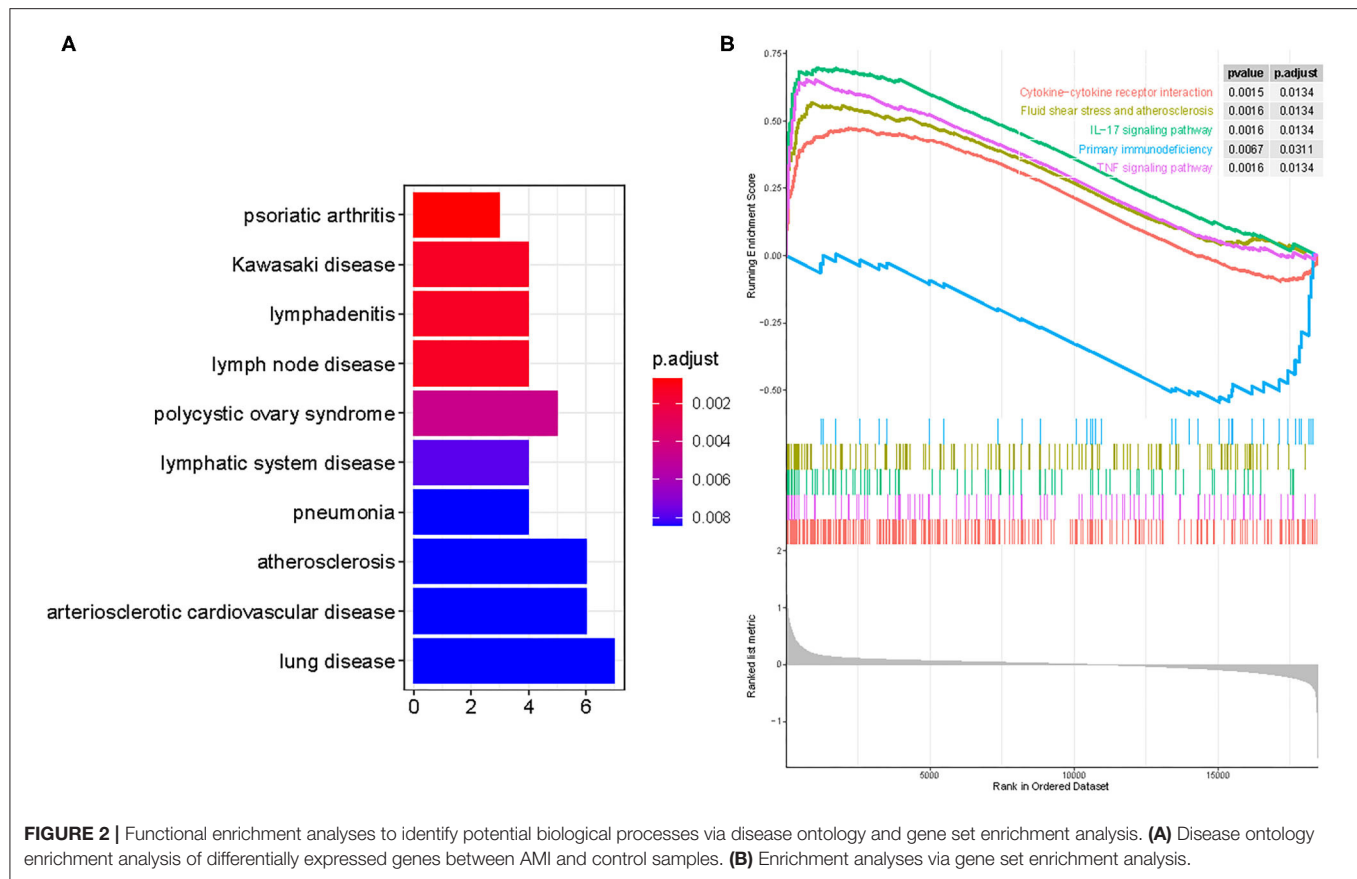 A
psoriatic arthritis
Kawasaki disease
lymphadenitis
lymph node disease
polycystic ovary syndrome
lymphatic system disease
pneumonia
atherosclerosis
arteriosclerotic cardiovascular disease
lung disease
0 2 4 6
p.adjust
0.002
0.004
0.006
0.008
B
0.75
0.50
0.25
0.00
-0.25
-0.50
Running Enrichment Score
pvalue p.adjust
Cytokine-cytokine receptor interaction 0.0015 0.0134
Fluid shear stress and atherosclerosis 0.0016 0.0134
IL-17 signaling pathway 0.0016 0.0134
Primary immunodeficiency 0.0067 0.0311
TNF signaling pathway 0.0016 0.0134
2
1
0
-1
Ranked list metric
5000 10000 15000
Rank in Ordered Dataset
FIGURE 2 | Functional enrichment analyses to identify potential biological processes via disease ontology and gene set enrichment analysis. (A) Disease ontology
enrichment analysis of differentially expressed genes between AMI and control samples. (B) Enrichment analyses via gene set enrichment analysis.